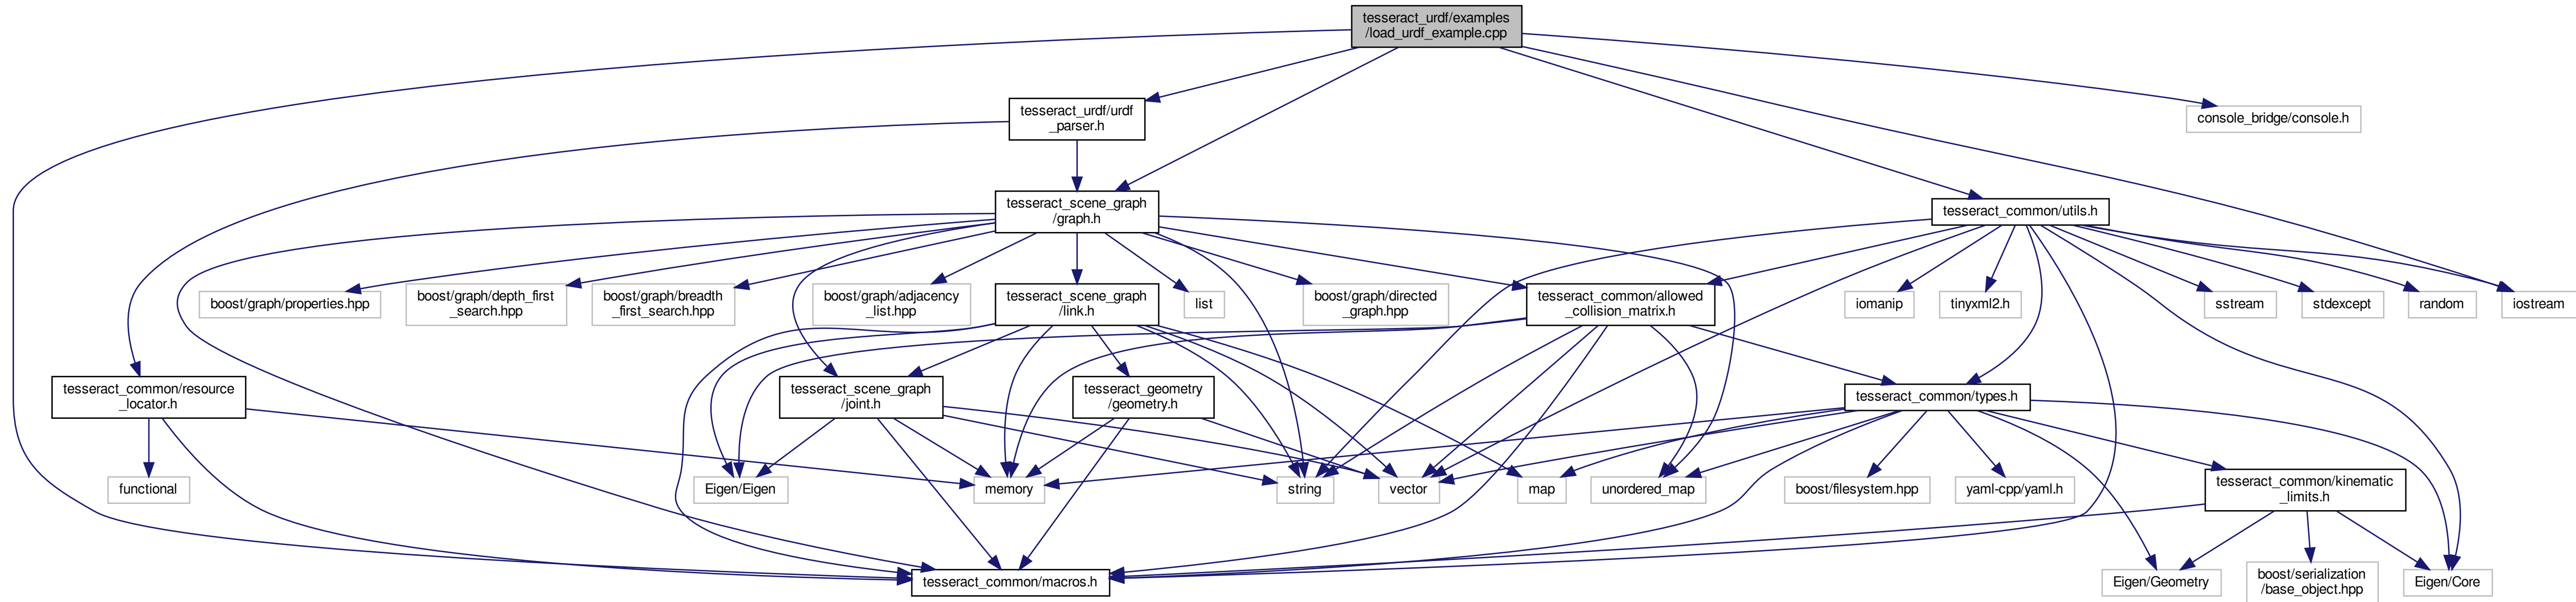 tesseract_urdf/examples
/load_urdf_example.cpp
tesseract_urdf/urdf
_parser.h
console_bridge/console.h
tesseract_scene_graph
/graph.h
tesseract_common/utils.h
boost/graph/properties.hpp
boost/graph/depth_first
_search.hpp
boost/graph/breadth
_first_search.hpp
boost/graph/adjacency
_list.hpp
tesseract_scene_graph
/link.h
list
boost/graph/directed
_graph.hpp
tesseract_common/allowed
_collision_matrix.h
iomanip
tinyxml2.h
sstream
stdexcept
random
iostream
tesseract_common/resource
_locator.h
tesseract_scene_graph
/joint.h
tesseract_geometry
/geometry.h
tesseract_common/types.h
functional
Eigen/Eigen
memory
string
vector
map
unordered_map
boost/filesystem.hpp
yaml-cpp/yaml.h
tesseract_common/kinematic
_limits.h
tesseract_common/macros.h
Eigen/Geometry
boost/serialization
/base_object.hpp
Eigen/Core